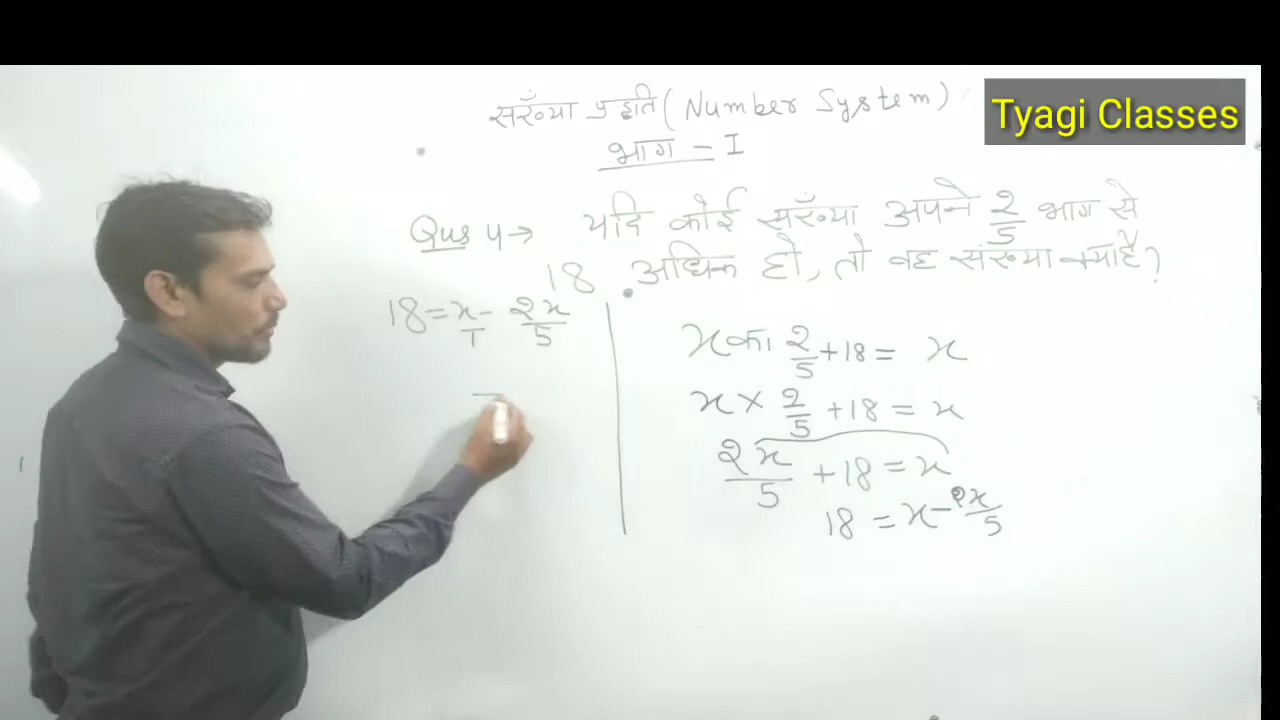 सँख्या पद्धति (Number System)
Tyagi Classes
भाग - I
Qus 4→ यदि कोई सँख्या अपने 2/5 भाग से
18 अधिक हो, तो वह संख्या क्या है?
18 = x/1 - 2x/5
x का 2/5 + 18 = x
x × 2/5 + 18 = x
2x/5 + 18 = x
18 = x - 2x/5